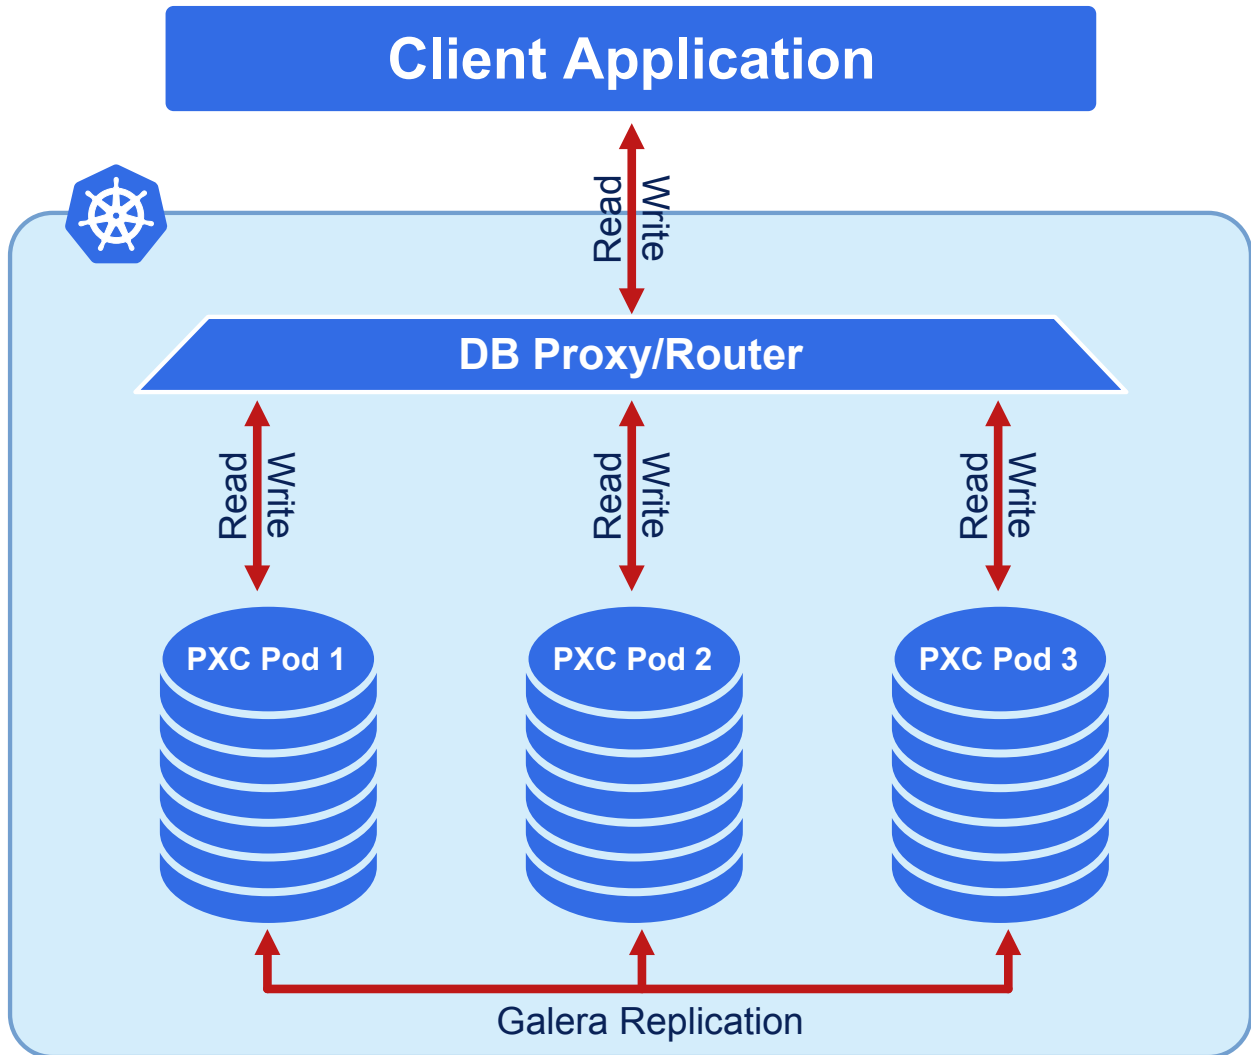 Client Application
Read
Write
DB Proxy/Router
Read
Write
Read
Write
Read
Write
PXC Pod 1
PXC Pod 2
PXC Pod 3
Galera Replication